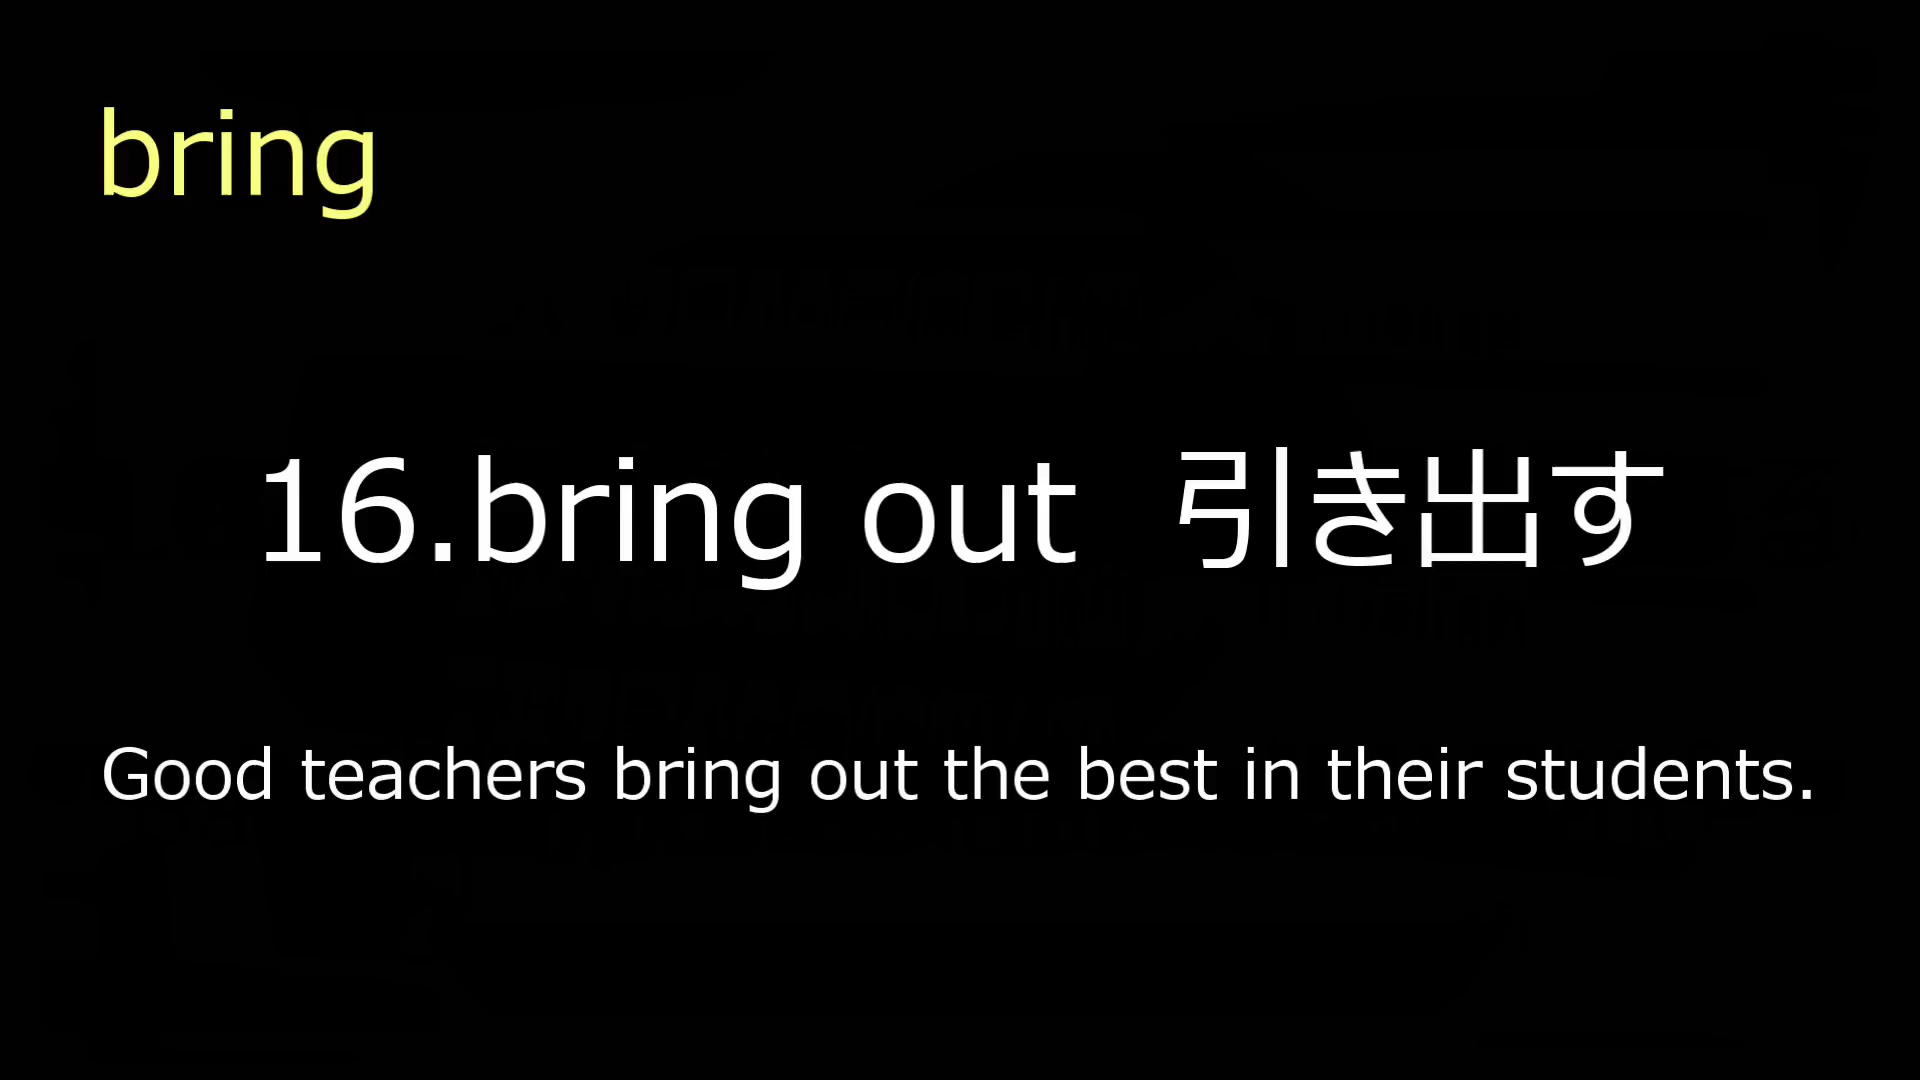 bring
16.bring out 引き出す
Good teachers bring out the best in their students.